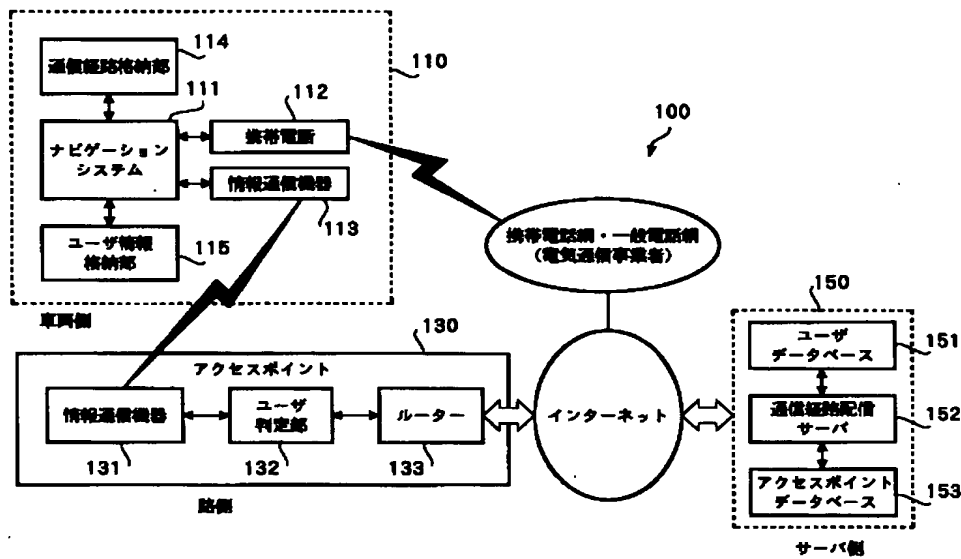 114
通信経路格納部
110
111
112
ナビゲーション
システム
携帯電話
100
情報通信機器
113
ユーザ情報
格納部
115
携帯電話網・一般電話網
(電気通信事業者)
車両側
130
150
アクセスポイント
ユーザ
データベース
151
情報通信機器
ユーザ
判定部
ルーター
インターネット
通信経路配信
サーバ
152
131
132
133
アクセスポイント
データベース
153
路側
サーバ側